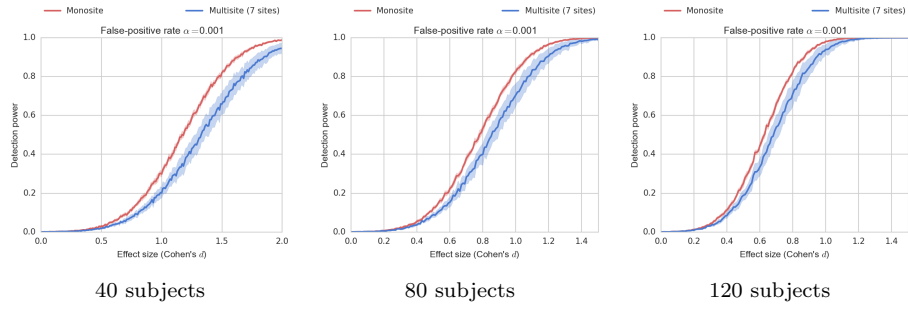 Monosite Multisite (7 sites)
False-positive rate α=0.001
Detection power
1.0
0.8
0.6
0.4
0.2
0.0
0.0 0.5 1.0 1.5 2.0
Effect size (Cohen's d)
40 subjects
Monosite Multisite (7 sites)
False-positive rate α=0.001
Detection power
1.0
0.8
0.6
0.4
0.2
0.0
0.0 0.2 0.4 0.6 0.8 1.0 1.2 1.4
Effect size (Cohen's d)
80 subjects
Monosite Multisite (7 sites)
False-positive rate α=0.001
Detection power
1.0
0.8
0.6
0.4
0.2
0.0
0.0 0.2 0.4 0.6 0.8 1.0 1.2 1.4
Effect size (Cohen's d)
120 subjects